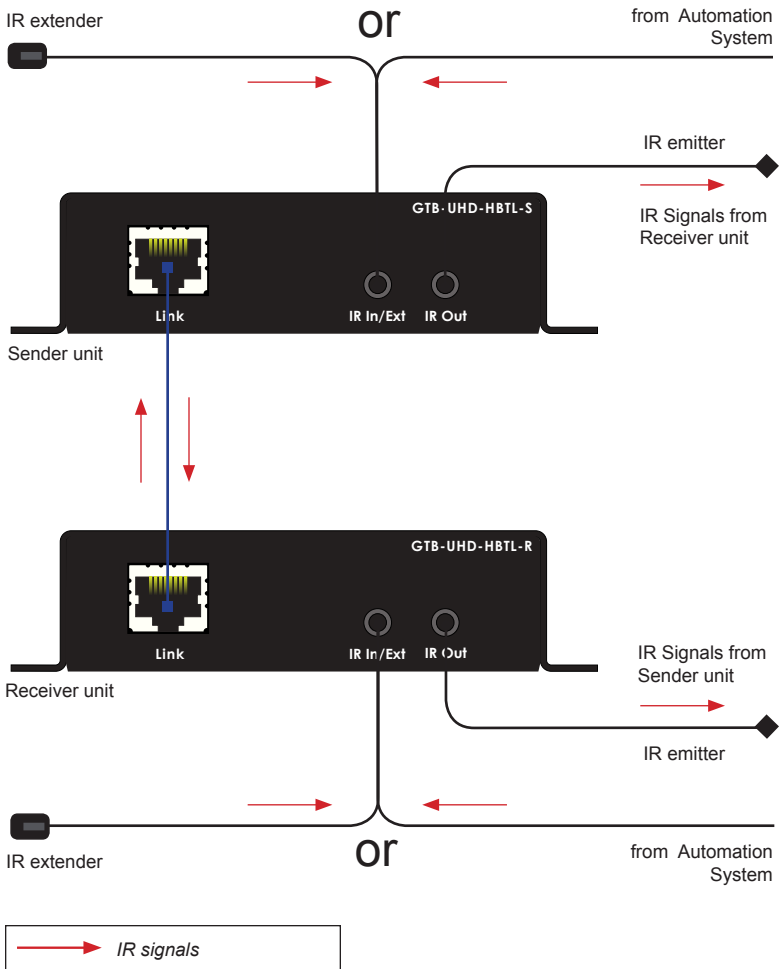 IR extender
or
from Automation
System
IR emitter
GTB-UHD-HBTL-S
IR Signals from
Receiver unit
Link
IR In/Ext
IR Out
Sender unit
GTB-UHD-HBTL-R
Link
IR In/Ext
IR Out
IR Signals from
Sender unit
Receiver unit
IR emitter
IR extender
or
from Automation
System
IR signals